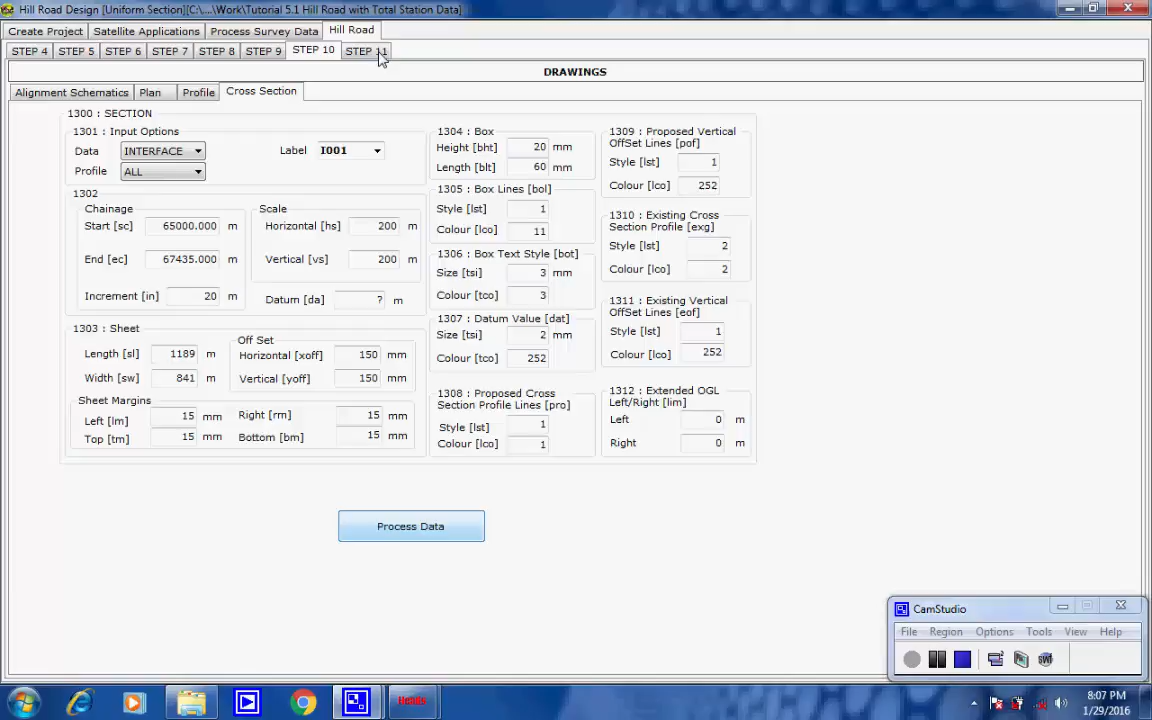 Hill Road Design [Uniform Section][C:\....\Work\Tutorial 5.1 Hill Road with Total Station Data]
Create Project
Satellite Applications
Process Survey Data
Hill Road
STEP 4
STEP 5
STEP 6
STEP 7
STEP 8
STEP 9
STEP 10
STEP 11
DRAWINGS
Alignment Schematics
Plan
Profile
Cross Section
1300 : SECTION
1301 : Input Options
Data INTERFACE
Label I001
Profile ALL
1302
Chainage
Start [sc] 65000.000 m
End [ec] 67435.000 m
Increment [in] 20 m
Scale
Horizontal [hs] 200 m
Vertical [vs] 200 m
Datum [da] ? m
1303 : Sheet
Length [sl] 1189 m
Width [sw] 841 m
Off Set
Horizontal [xoff] 150 mm
Vertical [yoff] 150 mm
Sheet Margins
Left [lm] 15 mm
Right [rm] 15 mm
Top [tm] 15 mm
Bottom [bm] 15 mm
1304 : Box
Height [bht] 20 mm
Length [blt] 60 mm
1305 : Box Lines [bol]
Style [lst] 1
Colour [lco] 11
1306 : Box Text Style [bot]
Size [tsi] 3 mm
Colour [tco] 3
1307 : Datum Value [dat]
Size [tsi] 2 mm
Colour [tco] 252
1308 : Proposed Cross
Section Profile Lines [pro]
Style [lst] 1
Colour [lco] 1
1309 : Proposed Vertical
OffSet Lines [pof]
Style [lst] 1
Colour [lco] 252
1310 : Existing Cross
Section Profile [exg]
Style [lst] 2
Colour [lco] 2
1311 : Existing Vertical
OffSet Lines [eof]
Style [lst] 1
Colour [lco] 252
1312 : Extended OGL
Left/Right [lim]
Left 0 m
Right 0 m
Process Data
CamStudio
File Region Options Tools View Help
8:07 PM
1/29/2016